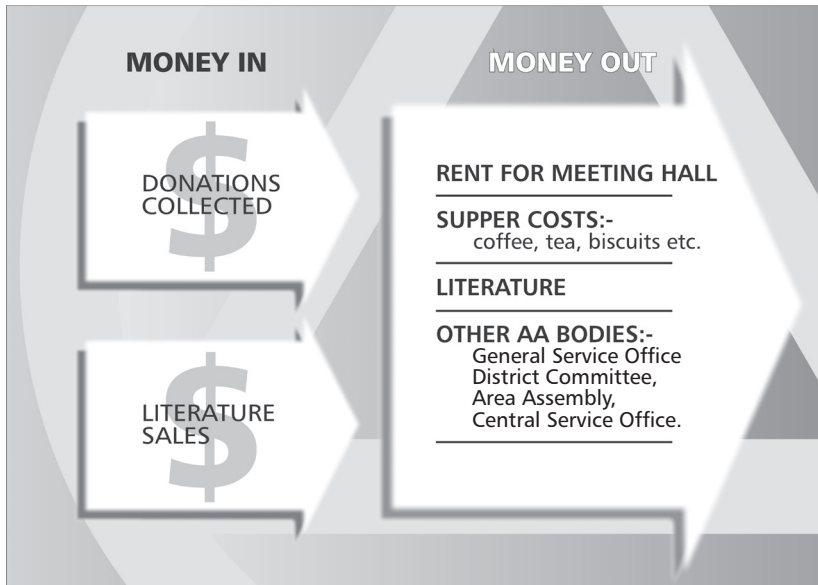 MONEY IN
DONATIONS
COLLECTED
$
LITERATURE
SALES
$
MONEY OUT
RENT FOR MEETING HALL
SUPPER COSTS:-
coffee, tea, biscuits etc.
LITERATURE
OTHER AA BODIES:-
General Service Office
District Committee,
Area Assembly,
Central Service Office.